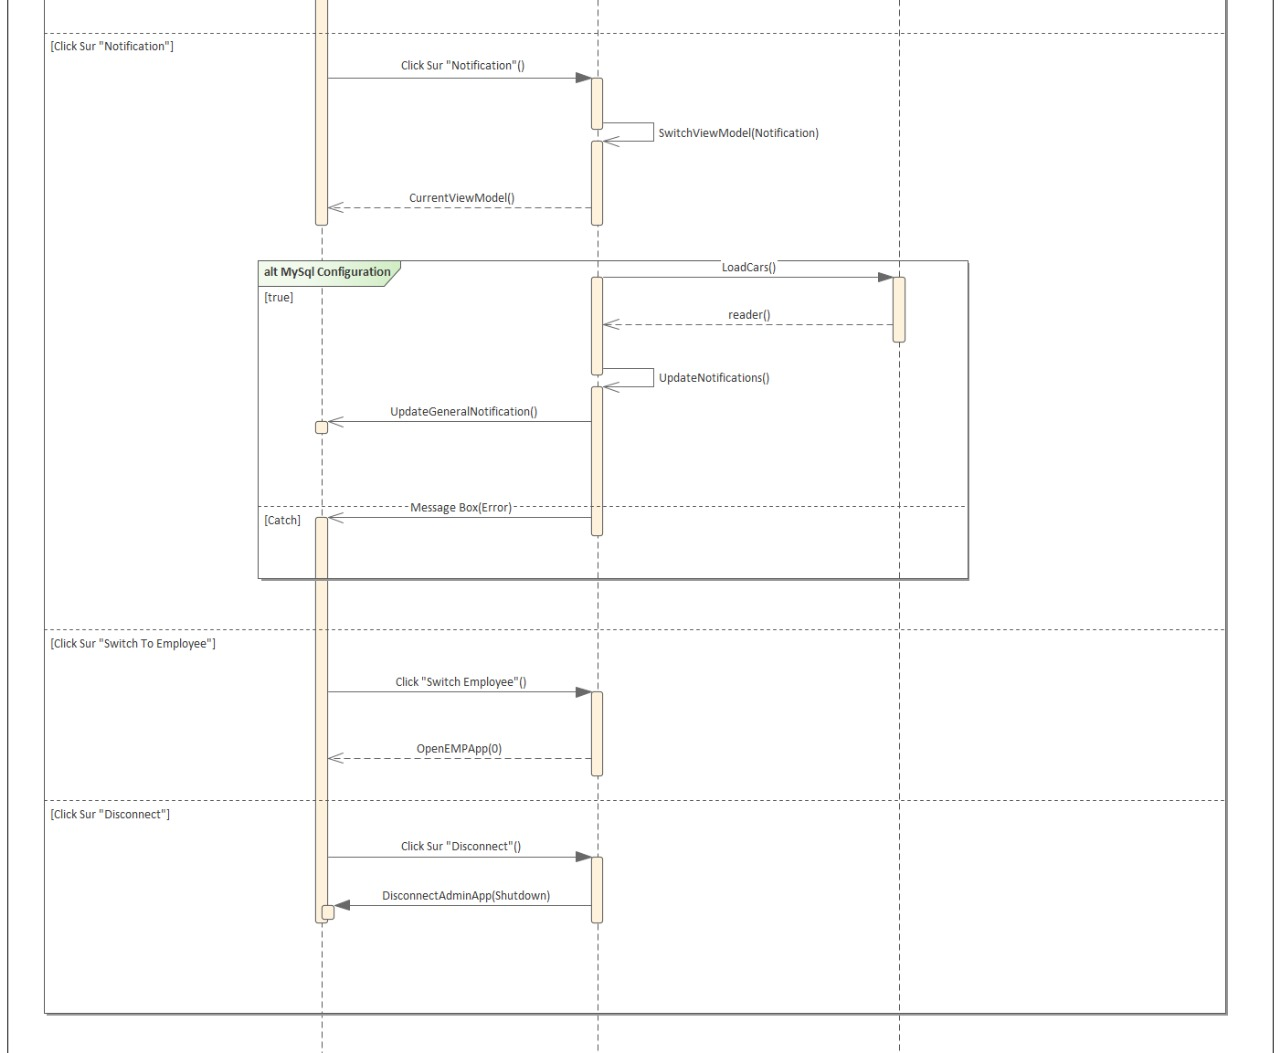 [Click Sur "Notification"]
Click Sur "Notification"()
SwitchViewModel(Notification)
CurrentViewModel()
alt MySql Configuration
LoadCars()
[true]
reader()
UpdateNotifications()
UpdateGeneralNotification()
Message Box(Error)
[Catch]
[Click Sur "Switch To Employee"]
Click "Switch Employee"()
OpenEMPApp(0)
[Click Sur "Disconnect"]
Click Sur "Disconnect"()
DisconnectAdminApp(Shutdown)